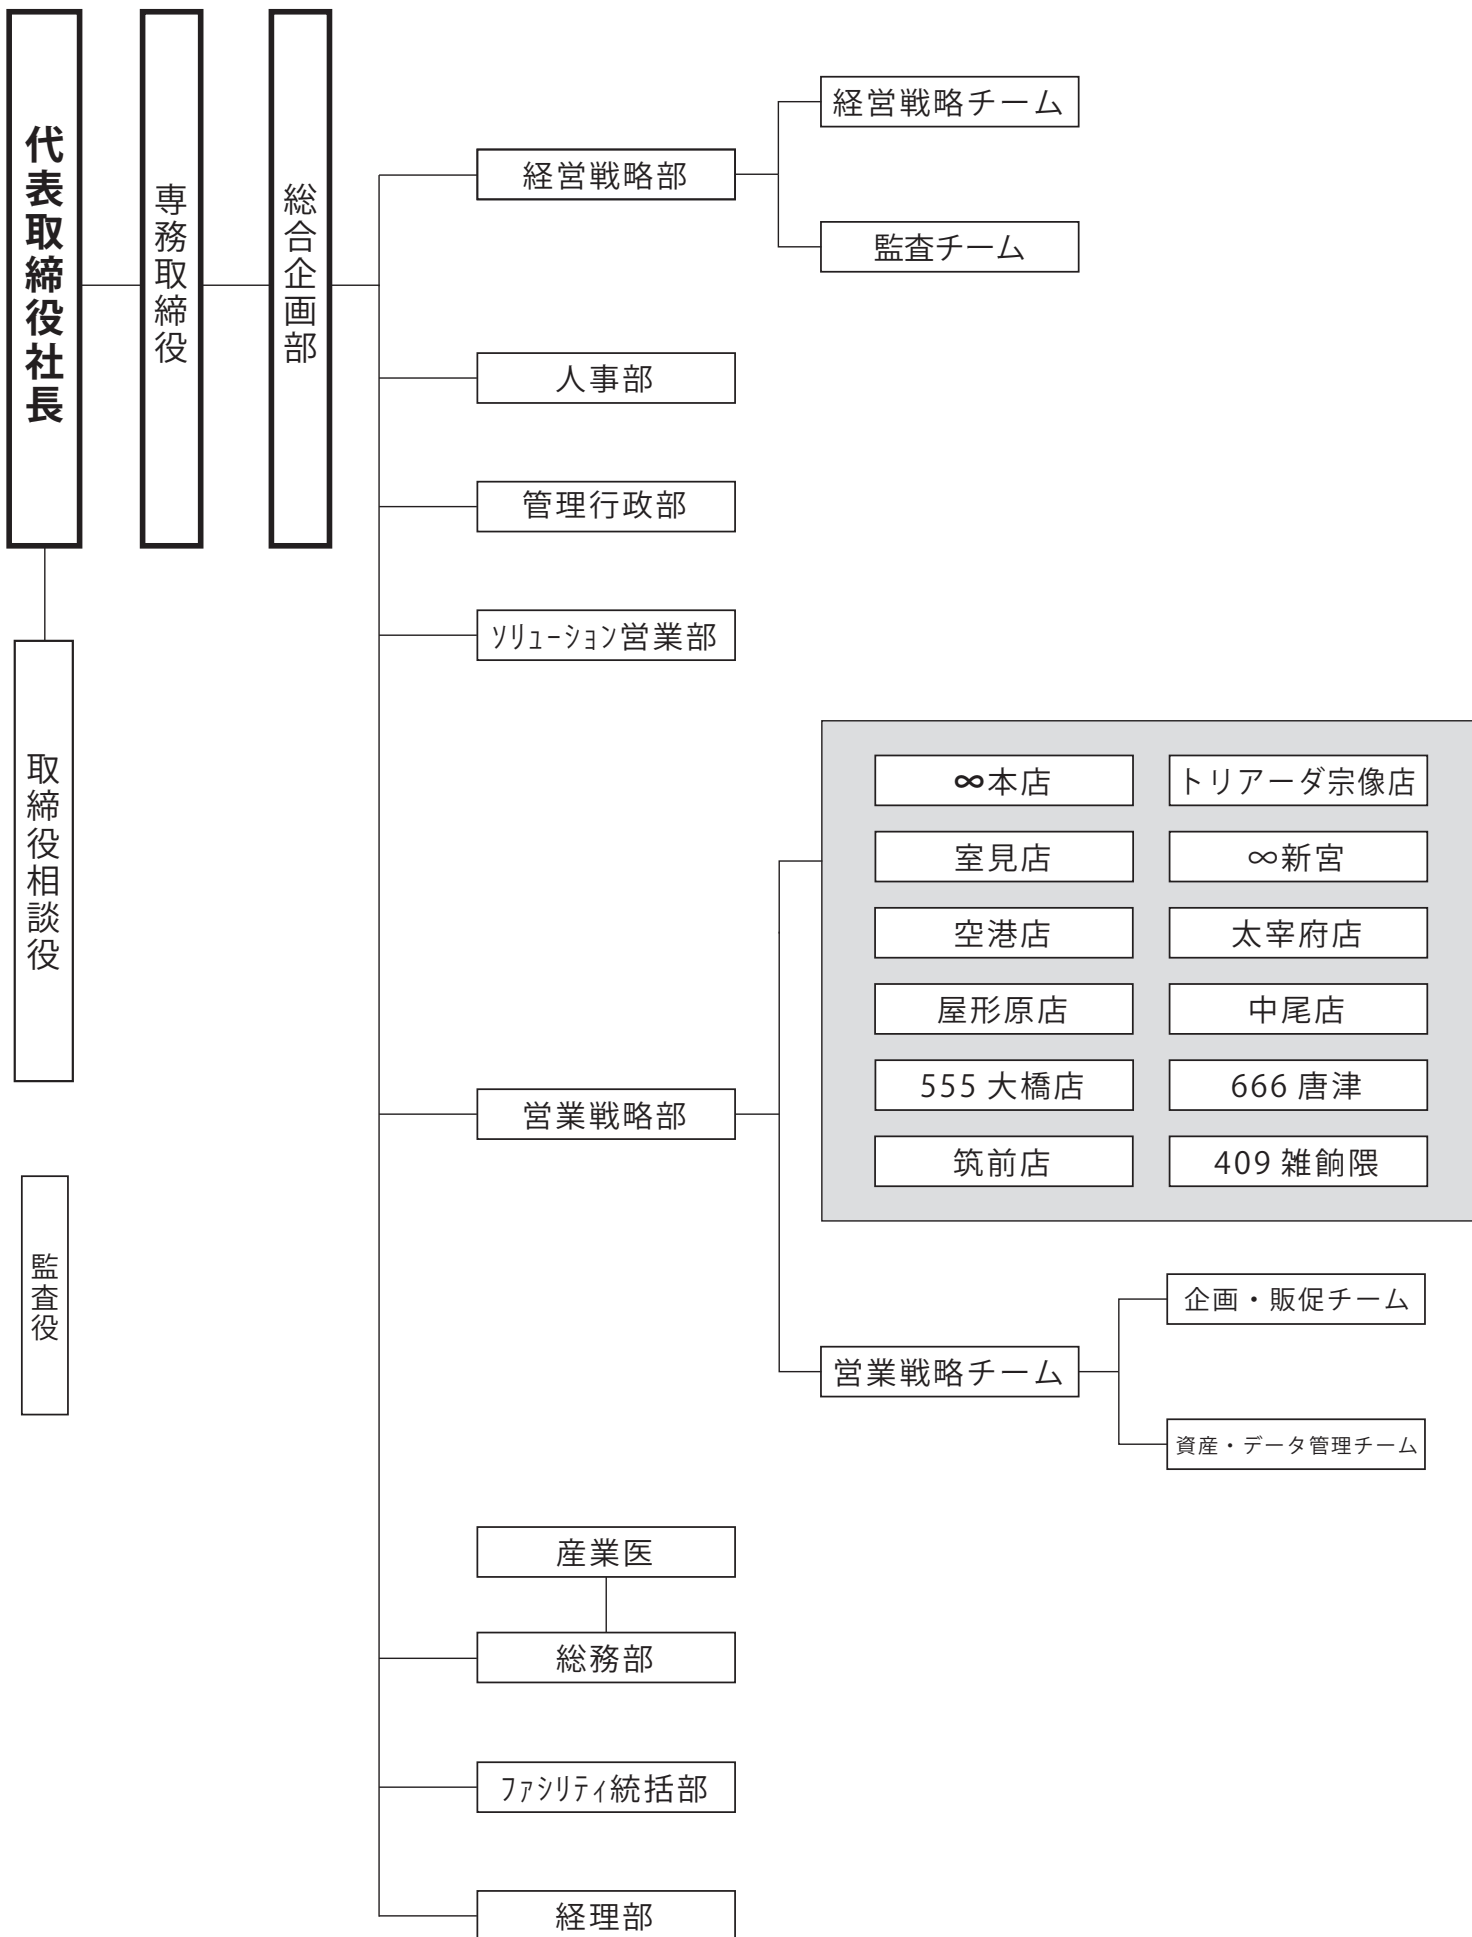 代表取締役社長
専務取締役
総合企画部
取締役相談役
監査役
経営戦略部
経営戦略チーム
監査チーム
人事部
管理行政部
ソリューション営業部
営業戦略部
∞本店
トリアーダ宗像店
室見店
∞新宮
空港店
太宰府店
屋形原店
中尾店
555 大橋店
666 唐津
筑前店
409 雑餉隈
営業戦略チーム
企画・販促チーム
資産・データ管理チーム
産業医
総務部
ファシリティ統括部
経理部